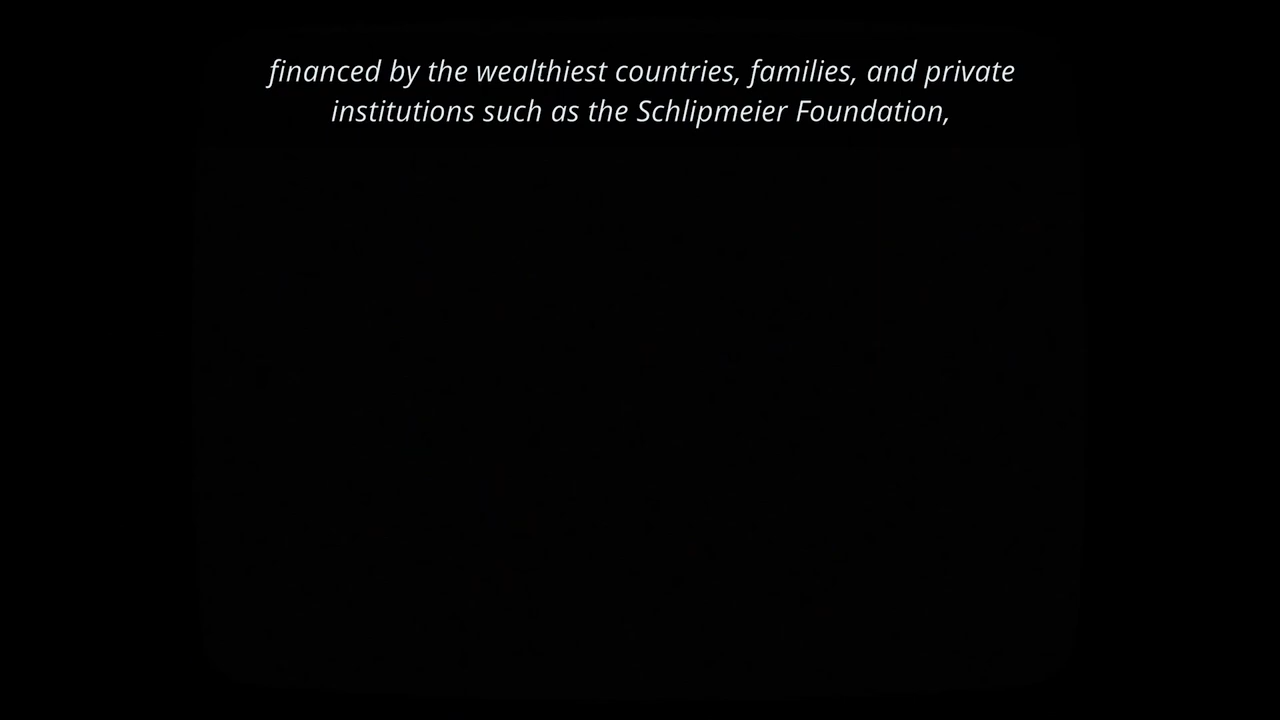 financed by the wealthiest countries, families, and private
institutions such as the Schlipmeier Foundation,